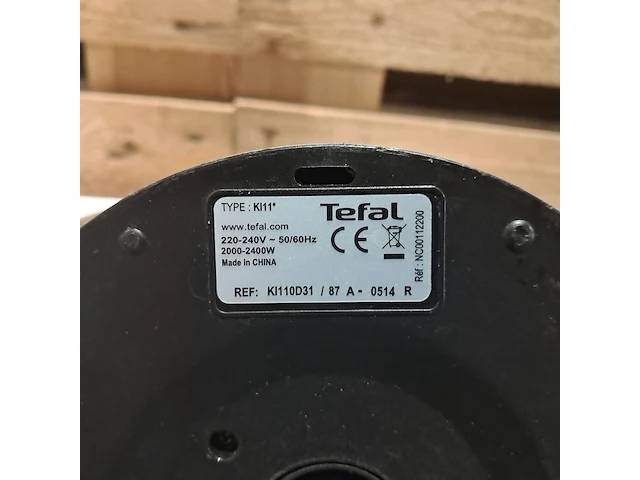 TYPE : KI11*
Tefal
www.tefal.com
220-240V ~ 50/60Hz
2000-2400W
Made in CHINA
CE
REF: KI110D31 / 87 A - 0514 R
Réf : NC00112200